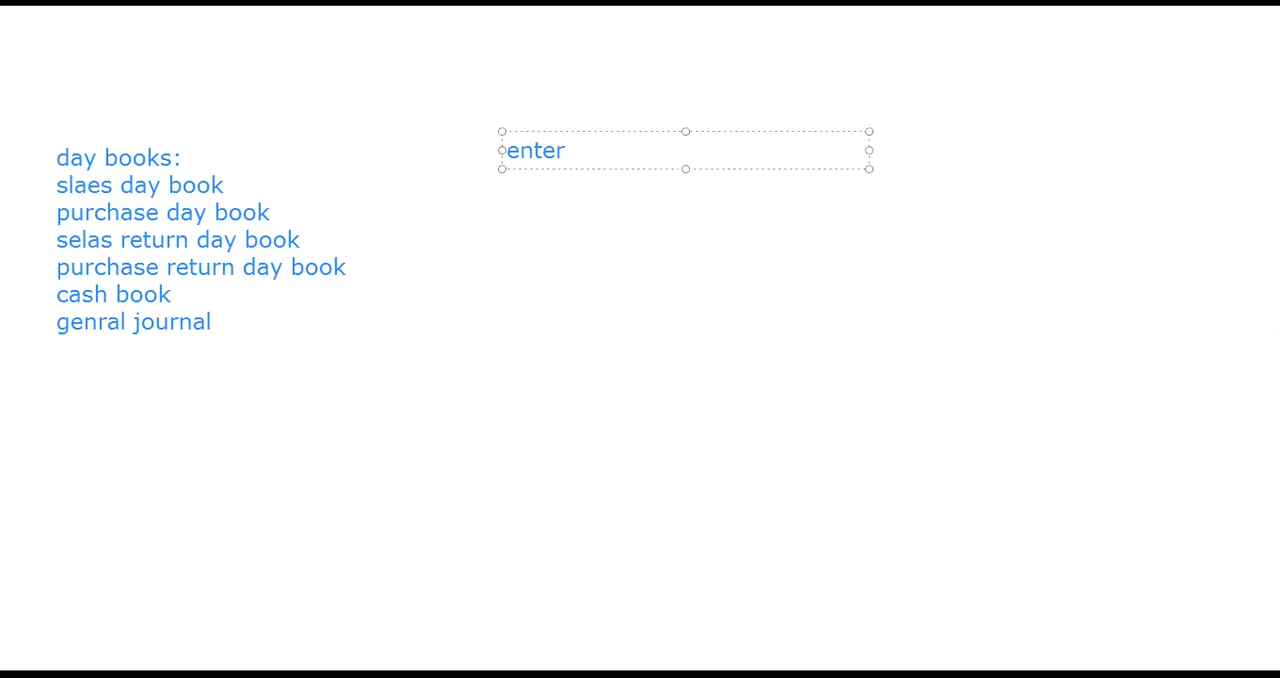 day books:
slaes day book
purchase day book
selas return day book
purchase return day book
cash book
genral journal
enter